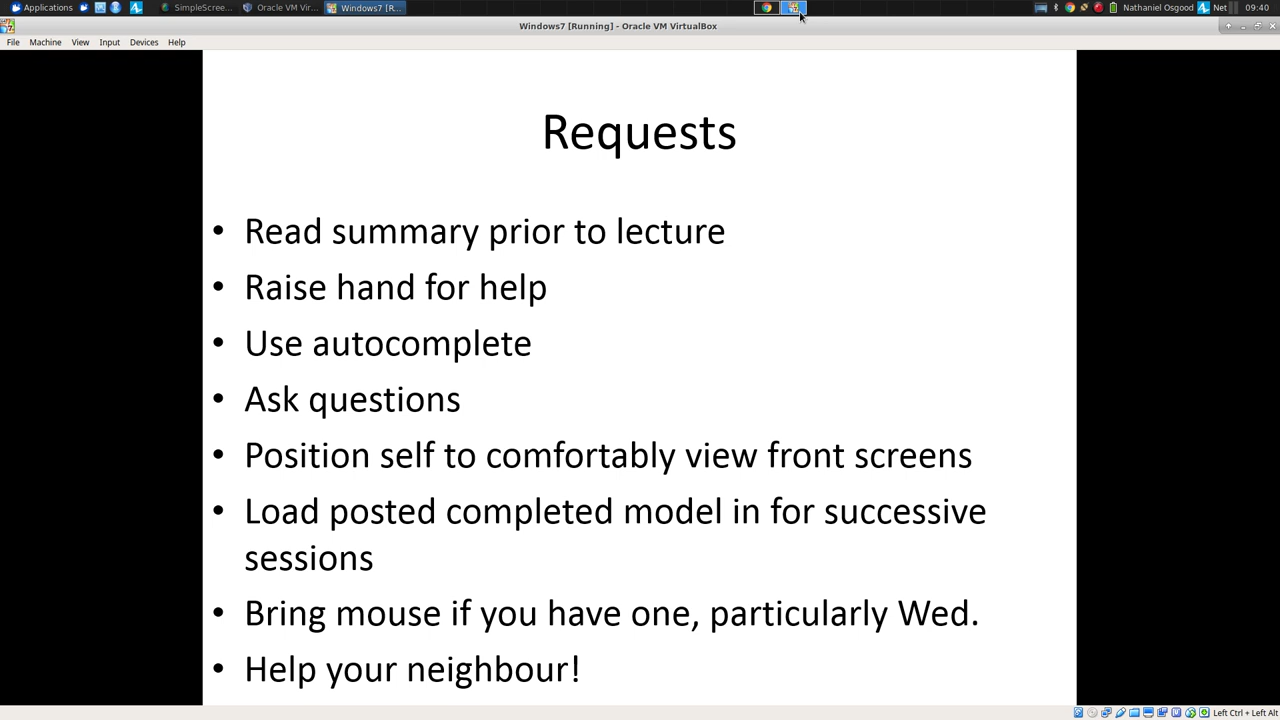 Applications
SimpleScree...
Oracle VM Vir...
Windows7 [R...
Nathaniel Osgood
Net
09:40
Windows7 [Running] - Oracle VM VirtualBox
File Machine View Input Devices Help
Requests
• Read summary prior to lecture
• Raise hand for help
• Use autocomplete
• Ask questions
• Position self to comfortably view front screens
• Load posted completed model in for successive
sessions
• Bring mouse if you have one, particularly Wed.
• Help your neighbour!
Left Ctrl + Left Alt